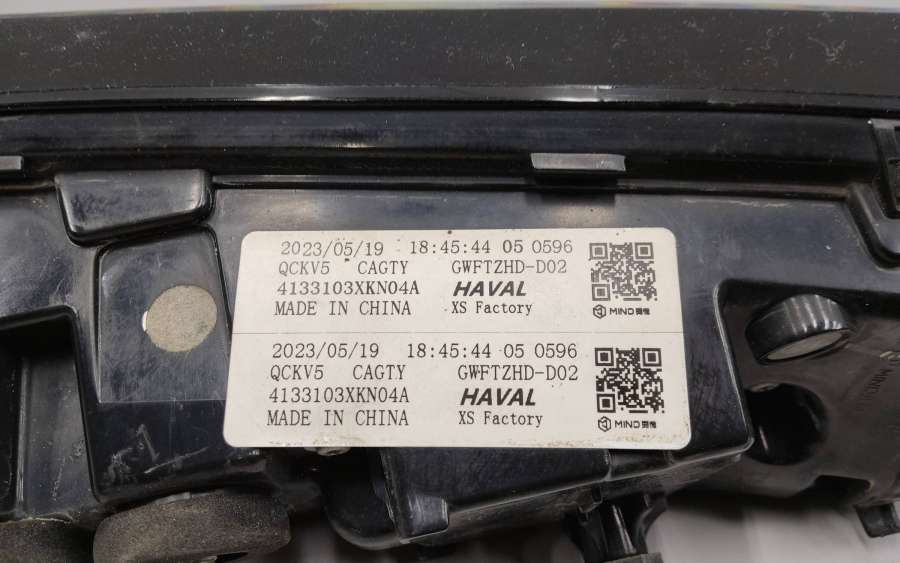 2023/05/19 18:45:44 05 0596
QCKV5 CAGTY GWFTZHD-D02
4133103XKN04A HAVAL
MADE IN CHINA XS Factory
MIND
2023/05/19 18:45:44 05 0596
QCKV5 CAGTY GWFTZHD-D02
4133103XKN04A HAVAL
MADE IN CHINA XS Factory
MIND